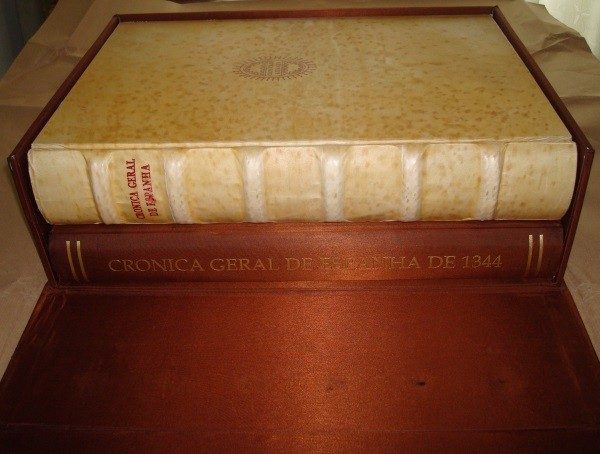 CRONICA GERAL
DE ESPANHA
CRONICA GERAL DE ESPANHA DE 1344